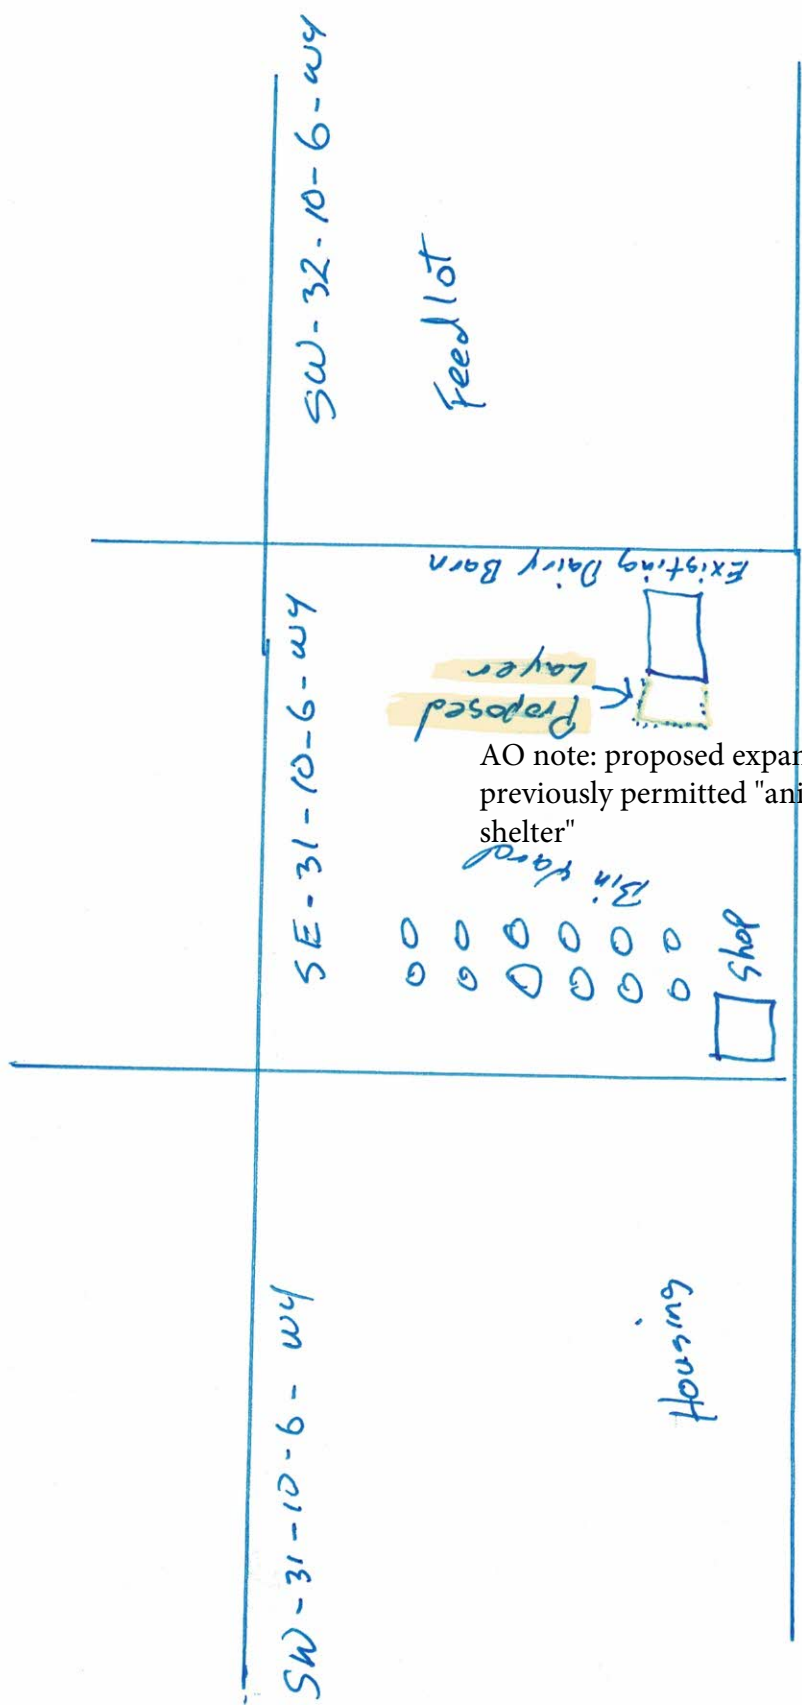 SW-31-10-6-W4
SE-31-10-6-W4
SW-32-10-6-W4
Housing
Shop
Bin Yard
Proposed
Layer
Existing Dairy Barn
Feedlot
AO note: proposed expan
previously permitted "ani
shelter"